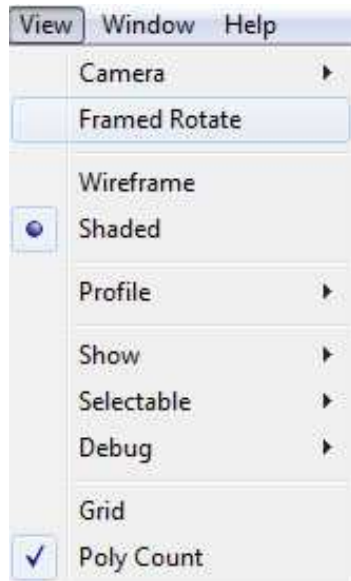 View Window Help
Camera
Framed Rotate
Wireframe
Shaded
Profile
Show
Selectable
Debug
Grid
Poly Count